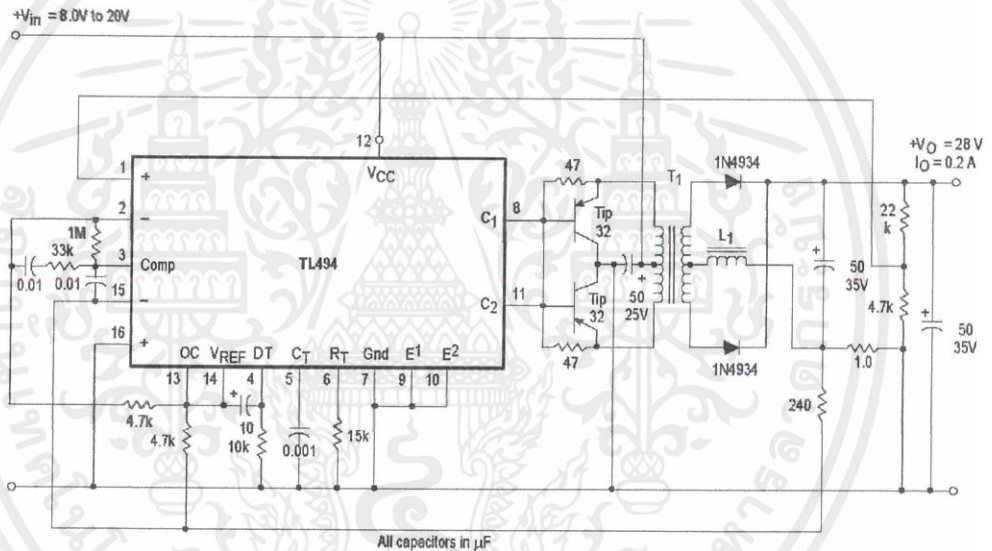 +Vin = 8.0V to 20V
12
+VO = 28 V
IO = 0.2 A
1
+
VCC
47
T1
1N4934
2
−
1M
33k
3
Comp
0.01
0.01
15
−
16
+
TL494
C1
8
C2
11
Tip
32
Tip
32
+
50
25V
47
L1
1N4934
+
50
35V
22
k
4.7k
1.0
+
50
35V
240
OC
VREF
DT
CT
RT
Gnd
E1
E2
13
14
4
5
6
7
9
10
4.7k
4.7k
+
10
10k
0.001
15k
All capacitors in μF